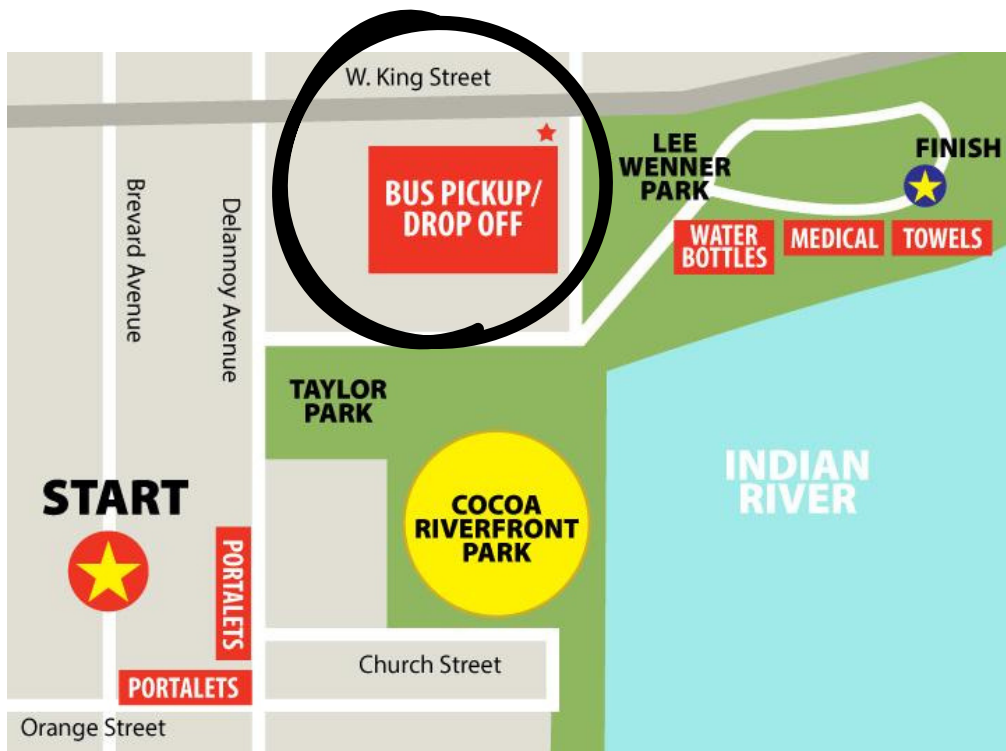 W. King Street
BUS PICKUP/
DROP OFF
LEE
WENNER
PARK
FINISH
WATER
BOTTLES
MEDICAL
TOWELS
Brevard Avenue
Delannoy Avenue
TAYLOR
PARK
START
COCOA
RIVERFRONT
PARK
INDIAN
RIVER
PORTALETS
PORTALETS
Church Street
Orange Street